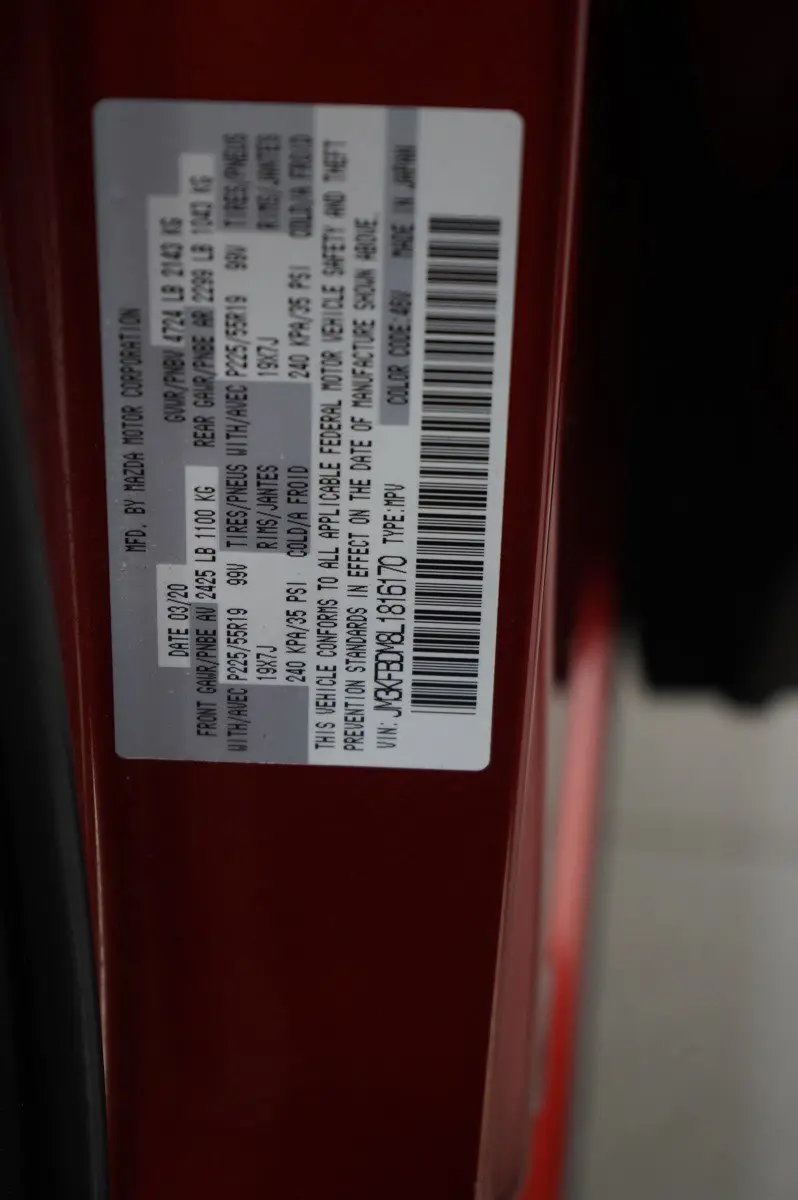 MFD. BY MAZDA MOTOR CORPORATION
DATE 03/20 GVWR/PNBV 4724 LB 2143 KG
FRONT GAWR/PNBE AV 2425 LB 1100 KG REAR GAWR/PNBE AR 2299 LB 1043 KG
WITH/AVEC P225/55R19 99V TIRES/PNEUS WITH/AVEC P225/55R19 99V TIRES/PNEUS
19X7J RIMS/JANTES 19X7J RIMS/JANTES
240 KPA/35 PSI COLD/A FROID 240 KPA/35 PSI COLD/A FROID
THIS VEHICLE CONFORMS TO ALL APPLICABLE FEDERAL MOTOR VEHICLE SAFETY AND THEFT
PREVENTION STANDARDS IN EFFECT ON THE DATE OF MANUFACTURE SHOWN ABOVE.
VIN: JM3KFBDM8L1816170 TYPE:MPV COLOR CODE:46V MADE IN JAPAN